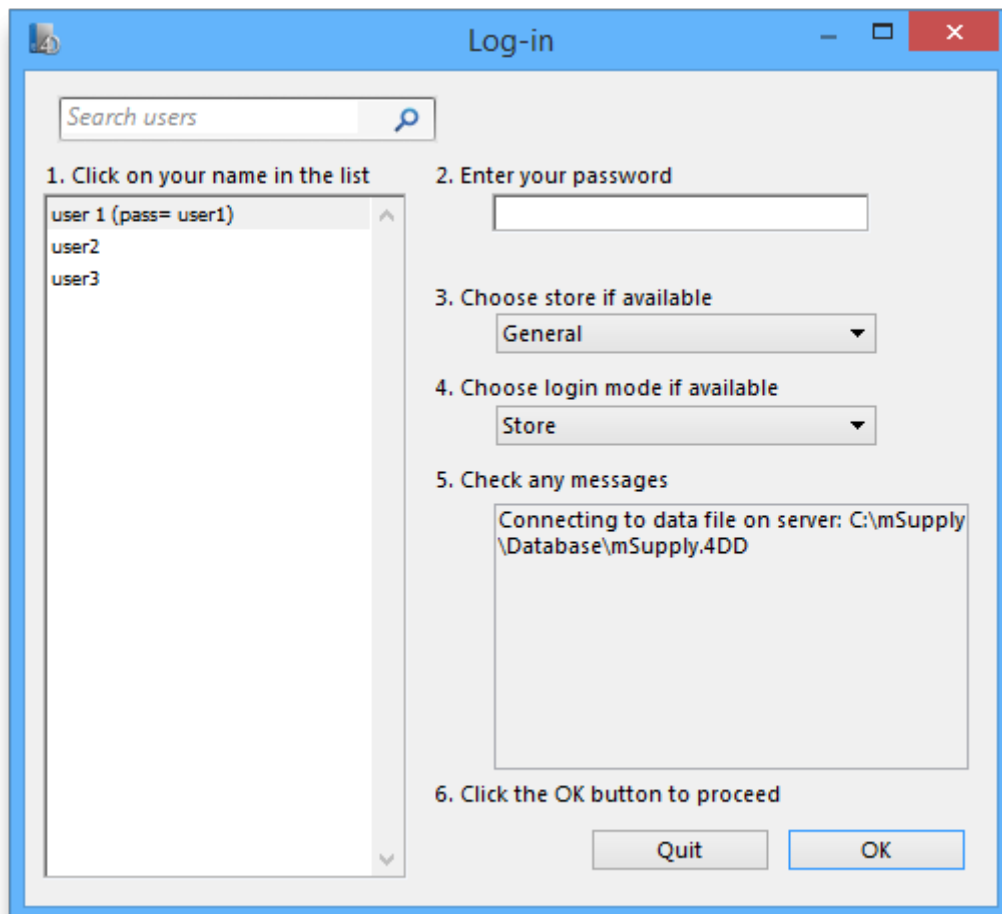 Log-in
Search users
1. Click on your name in the list
user 1 (pass= user1)
user2
user3
2. Enter your password
3. Choose store if available
General
4. Choose login mode if available
Store
5. Check any messages
Connecting to data file on server: C:\mSupply
\Database\mSupply.4DD
6. Click the OK button to proceed
Quit
OK